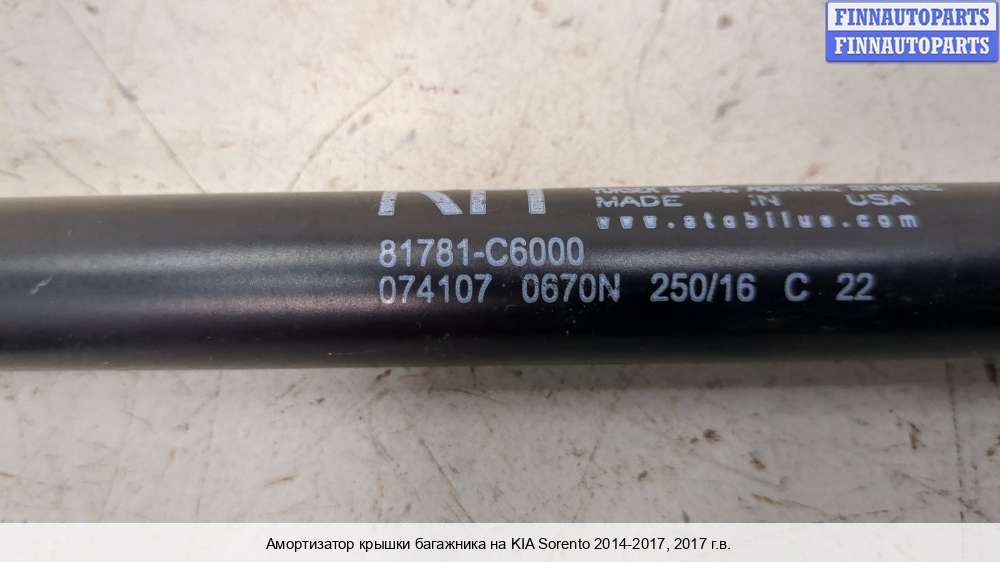 FINNAUTOPARTS
FINNAUTOPARTS
MADE IN USA
www.stabilus.com
81781-C6000
074107 0670N 250/16 C 22
Амортизатор крышки багажника на KIA Sorento 2014-2017, 2017 г.в.